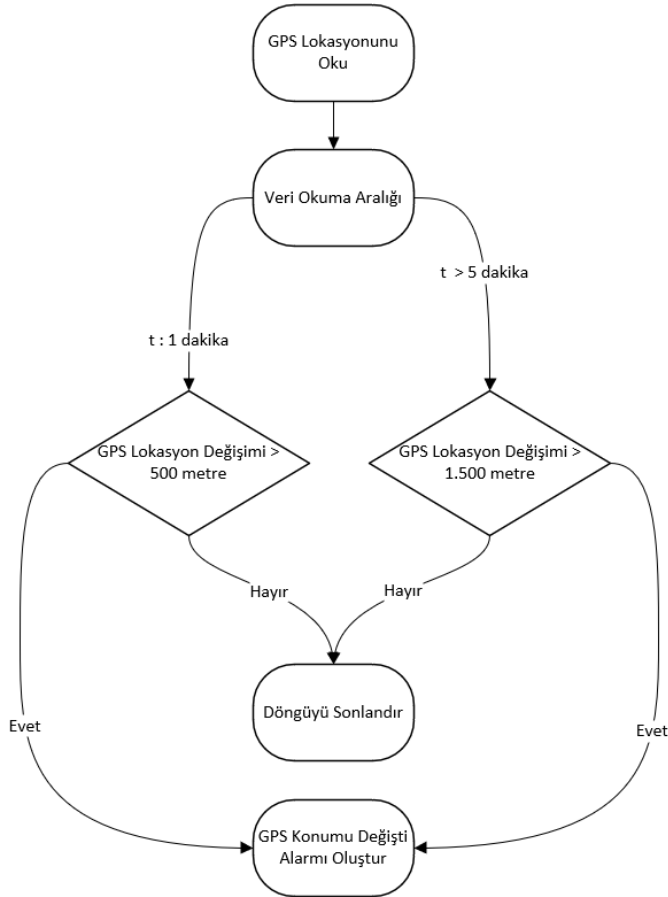 GPS Lokasyonunu
Oku
Veri Okuma Aralığı
t > 5 dakika
t : 1 dakika
GPS Lokasyon Değişimi >
500 metre
GPS Lokasyon Değişimi >
1.500 metre
Hayır
Hayır
Döngüyü Sonlandır
Evet
Evet
GPS Konumu Değişti
Alarmı Oluştur